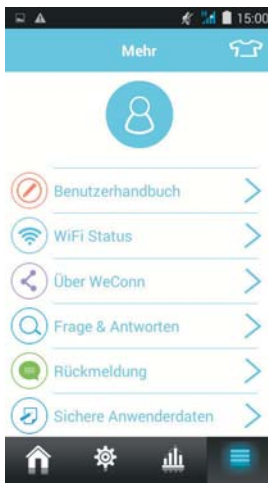 15:00
Mehr
Benutzerhandbuch
WiFi Status
Über WeConn
Frage & Antworten
Rückmeldung
Sichere Anwenderdaten